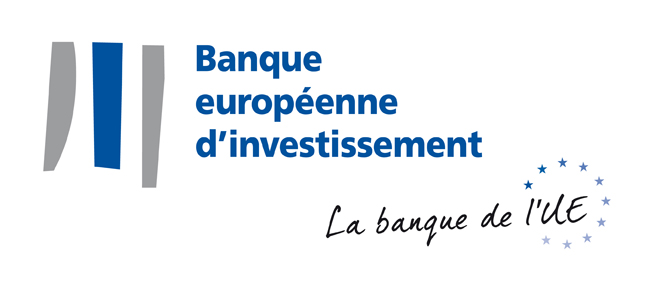 Banque
européenne
d'investissement
La banque de l'UE